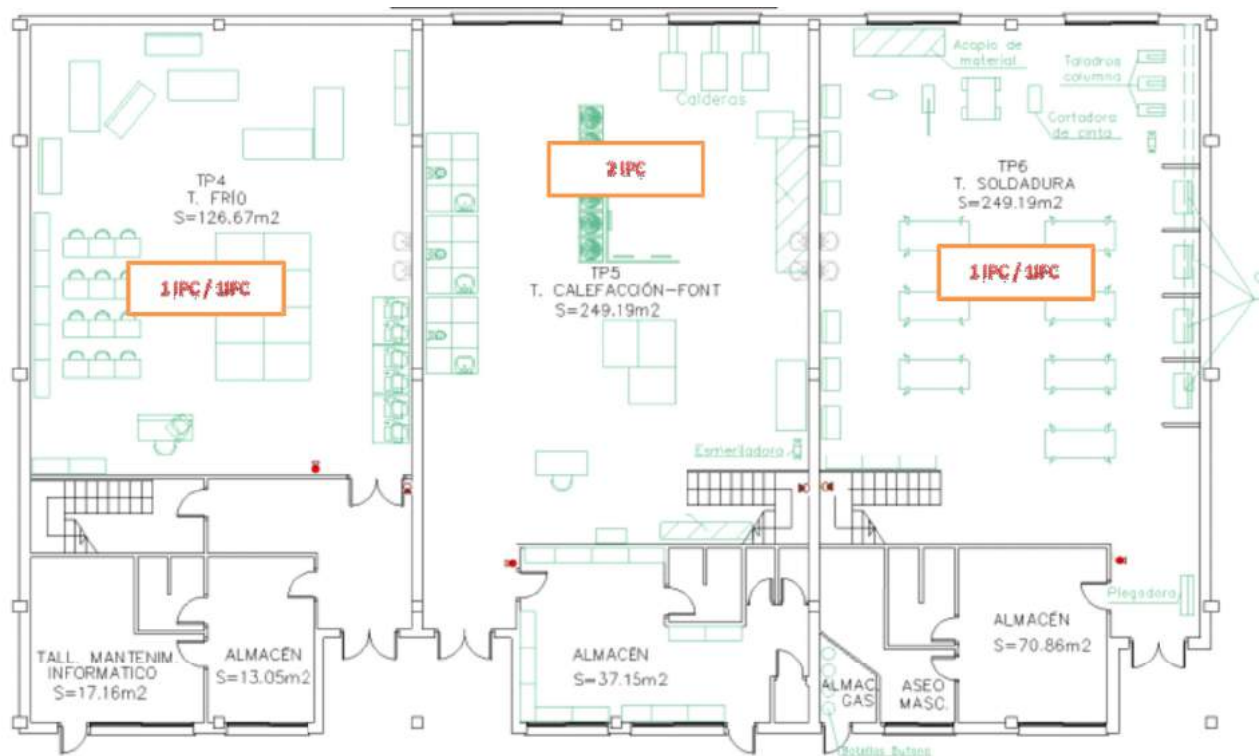 Acopio de
material
Taladros
columna
Cortadora
de cinta
Calderas
TP4
T. FRÍO
S=126.67m2
2 IPC
TP6
T. SOLDADURA
S=249.19m2
1 IPC /
TP5
T. CALEFACCIÓN-FONT
S=249.19m2
1 IPC /
Esmeriladora
Plegadora
TALL. MANTENIM.
INFORMATICO
S=17.16m2
ALMACÉN
S=13.05m2
ALMACÉN
S=37.15m2
ALMAC.
GAS.
ASEO
MASC.
ALMACÉN
S=70.86m2
Botellas Butano